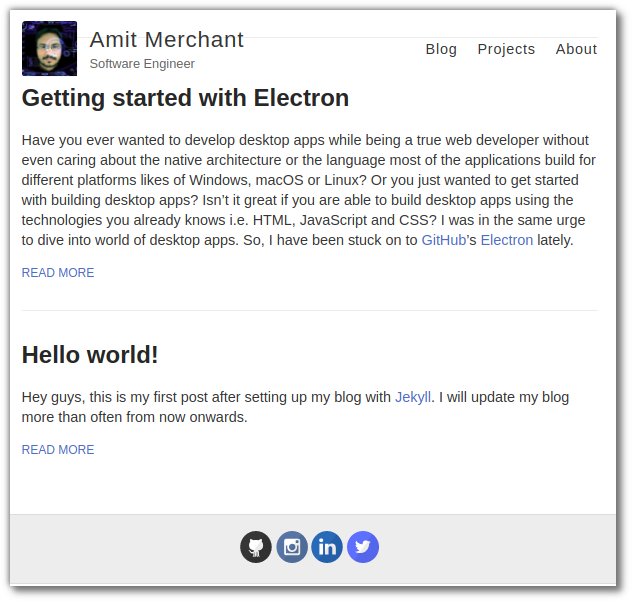 Amit Merchant
Software Engineer
Blog Projects About
Getting started with Electron
Have you ever wanted to develop desktop apps while being a true web developer without
even caring about the native architecture or the language most of the applications build for
different platforms likes of Windows, macOS or Linux? Or you just wanted to get started
with building desktop apps? Isn’t it great if you are able to build desktop apps using the
technologies you already knows i.e. HTML, JavaScript and CSS? I was in the same urge
to dive into world of desktop apps. So, I have been stuck on to GitHub’s Electron lately.
READ MORE
Hello world!
Hey guys, this is my first post after setting up my blog with Jekyll. I will update my blog
more than often from now onwards.
READ MORE
in